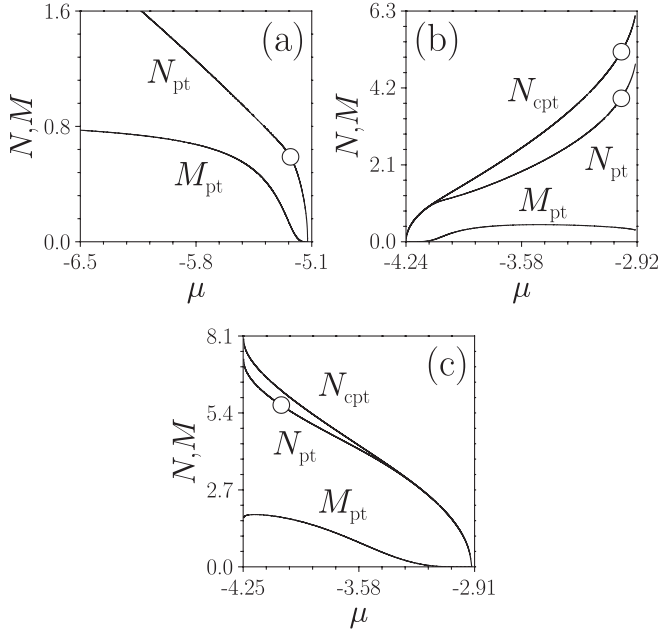 (a)
N,M
1.6
0.8
0.0
N_pt
M_pt
-6.5
-5.8
-5.1
μ
(b)
N,M
6.3
4.2
2.1
0.0
N_cpt
N_pt
M_pt
-4.24
-3.58
-2.92
μ
(c)
N,M
8.1
5.4
2.7
0.0
N_cpt
N_pt
M_pt
-4.25
-3.58
-2.91
μ